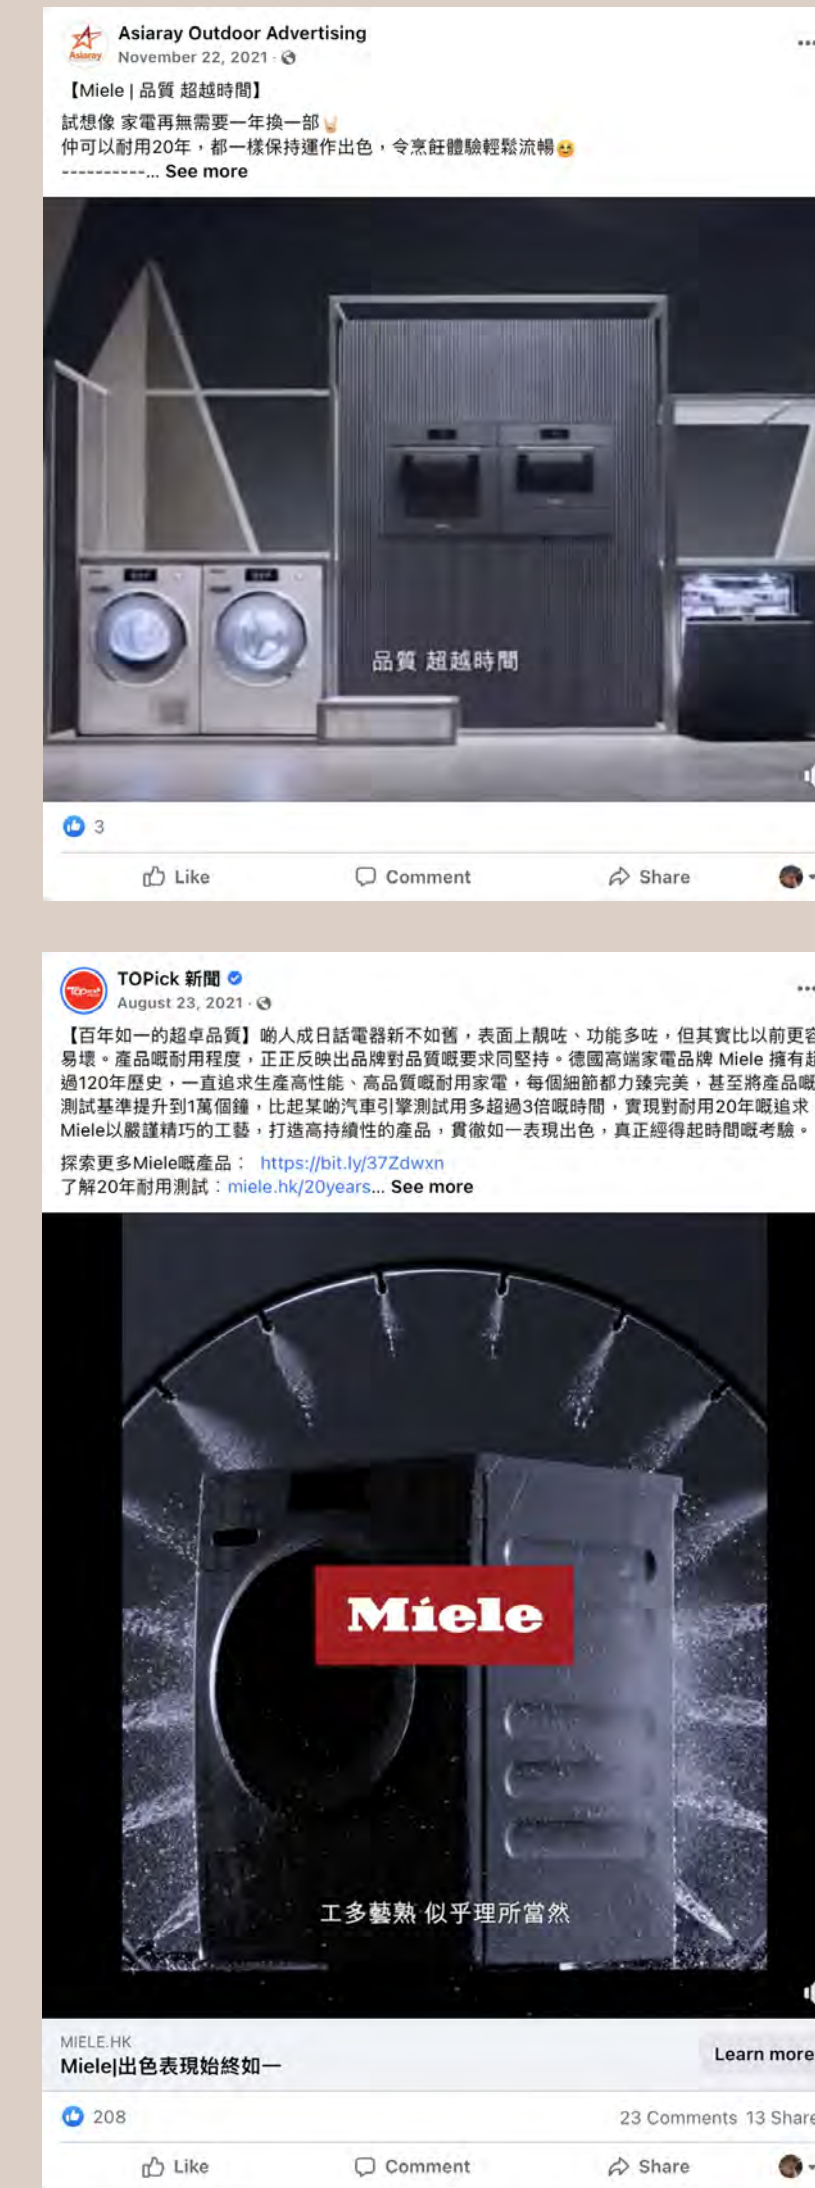 Asiaray Outdoor Advertising
Asiaray
November 22, 2021 ·
【Miele | 品質 超越時間】
試想像 家電再無需要一年換一部🤘🏻
仲可以耐用20年，都一樣保持運作出色，令烹飪體驗輕鬆流暢😆
----------... See more
品質 超越時間
3
Like Comment Share
TOPick 新聞
TOPick
August 23, 2021 ·
【百年如一的超卓品質】啲人成日話電器新不如舊，表面上靚咗、功能多咗，但其實比以前更容
易壞。產品嘅耐用程度，正正反映出品牌對品質嘅要求同堅持。德國高端家電品牌 Miele 擁有超
過120年歷史，一直追求生產高性能、高品質嘅耐用家電，每個細節都力臻完美，甚至將產品嘅
測試基準提升到1萬個鐘，比起某啲汽車引擎測試用多超過3倍嘅時間，實現對耐用20年嘅追求
Miele以嚴謹精巧的工藝，打造高持續性的產品，貫徹如一表現出色，真正經得起時間嘅考驗。
探索更多Miele嘅產品： https://bit.ly/37Zdwxn
了解20年耐用測試：miele.hk/20years... See more
Miele
工多藝熟 似乎理所當然
MIELE.HK
Miele|出色表現始終如一
Learn more
208
23 Comments 13 Share
Like Comment Share